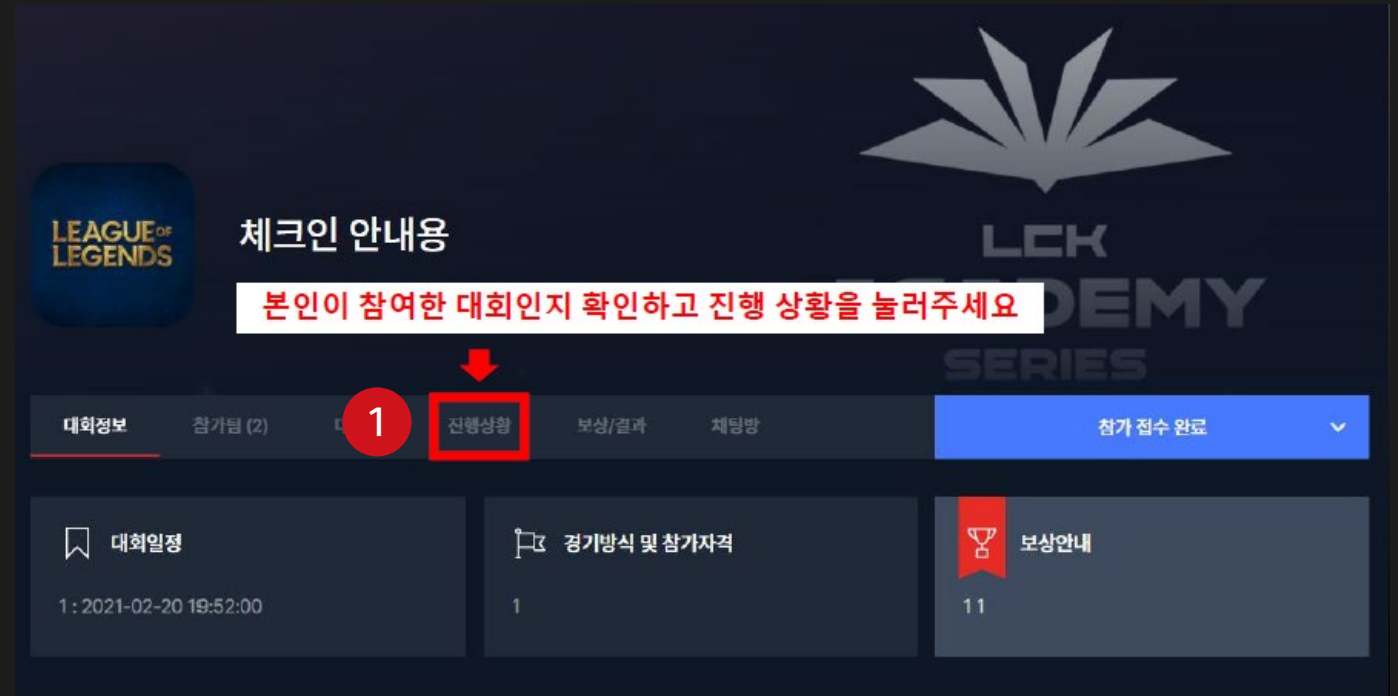 LEAGUE OF
LEGENDS
체크인 안내용
LCK
SERIES
본인이 참여한 대회인지 확인하고 진행 상황을 눌러주세요
대회정보
참가팀 (2)
1
진행상황
보상/결과
채팅방
참가 접수 완료
대회일정
1 : 2021-02-20 19:52:00
경기방식 및 참가자격
1
보상안내
1 1